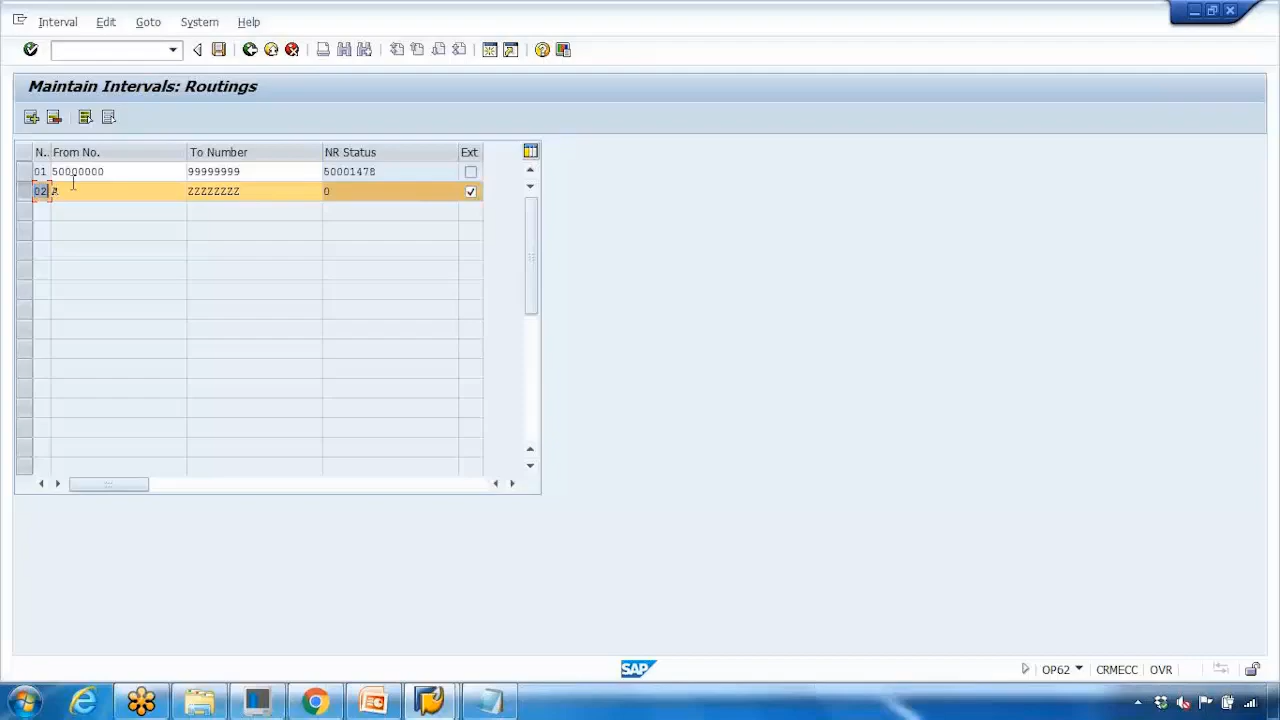 Interval Edit Goto System Help
Maintain Intervals: Routings
N.. From No. To Number NR Status Ext
01 50000000 99999999 50001478
02 A ZZZZZZZZ 0
SAP
OP62 CRMECC OVR